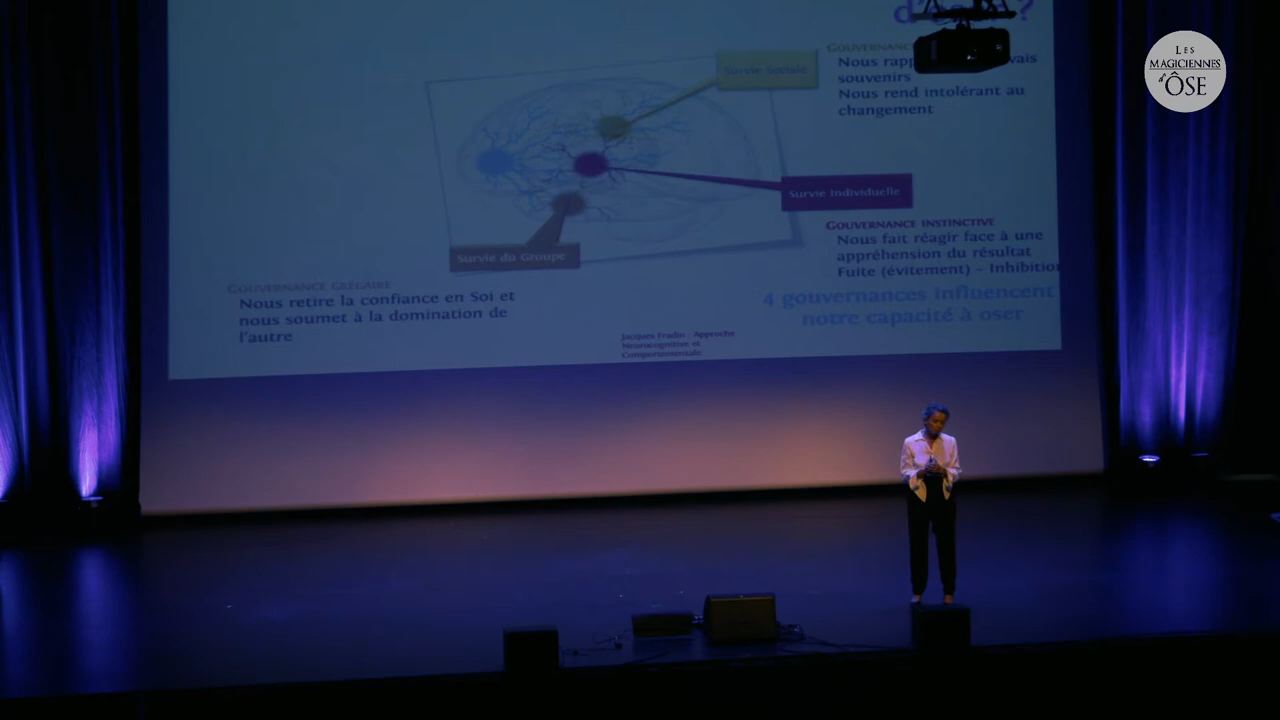 LES
MAGICIENNES
d'ÔSE
?
GOUVERNANCE
Nous
souvenirs
Nous rend intolérant au
changement
Survie Sociale
Survie Individuelle
GOUVERNANCE INSTINCTIVE
Nous fait réagir face à une
appréhension du résultat
Fuite (évitement) – Inhibition
Survie du Groupe
GOUVERNANCE GRÉGAIRE
Nous retire la confiance en Soi et
nous soumet à la domination de
l'autre
4 gouvernances influencent
notre capacité à oser
Jacques Fradin : Approche
Neurocognitive et
Comportementale